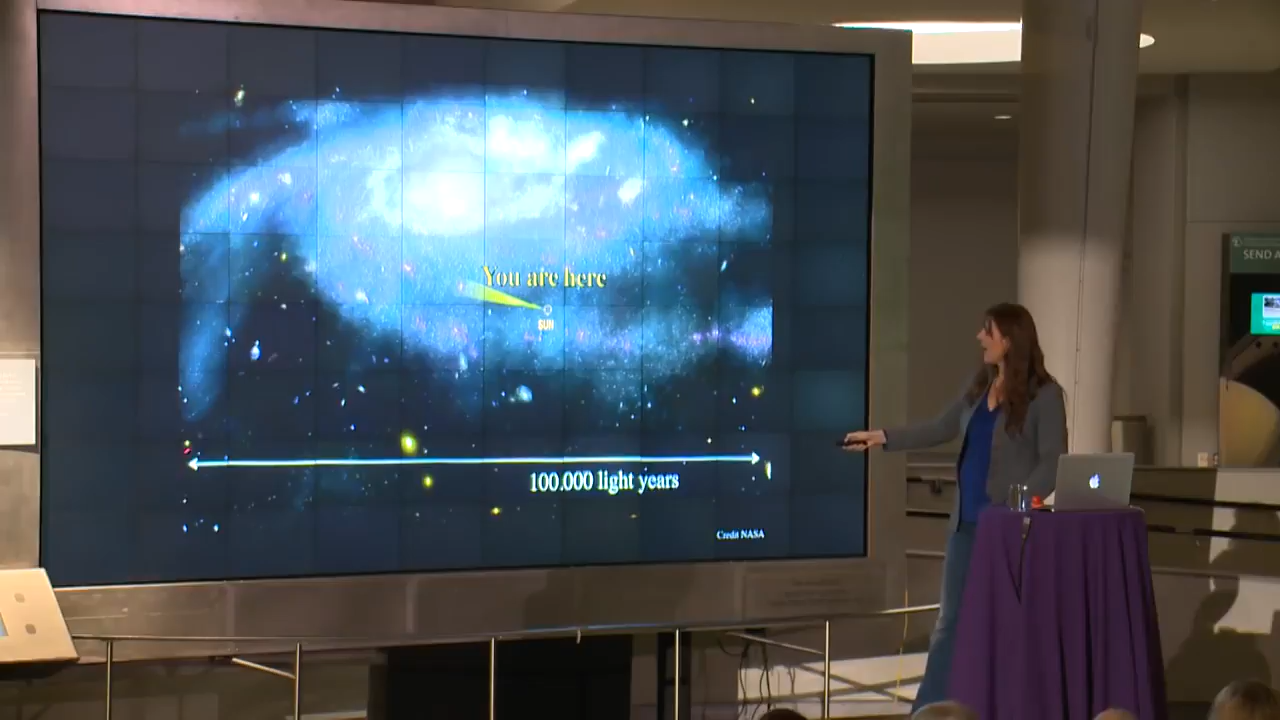 You are here
SUN
100.000 light years
Credit NASA
SEND A